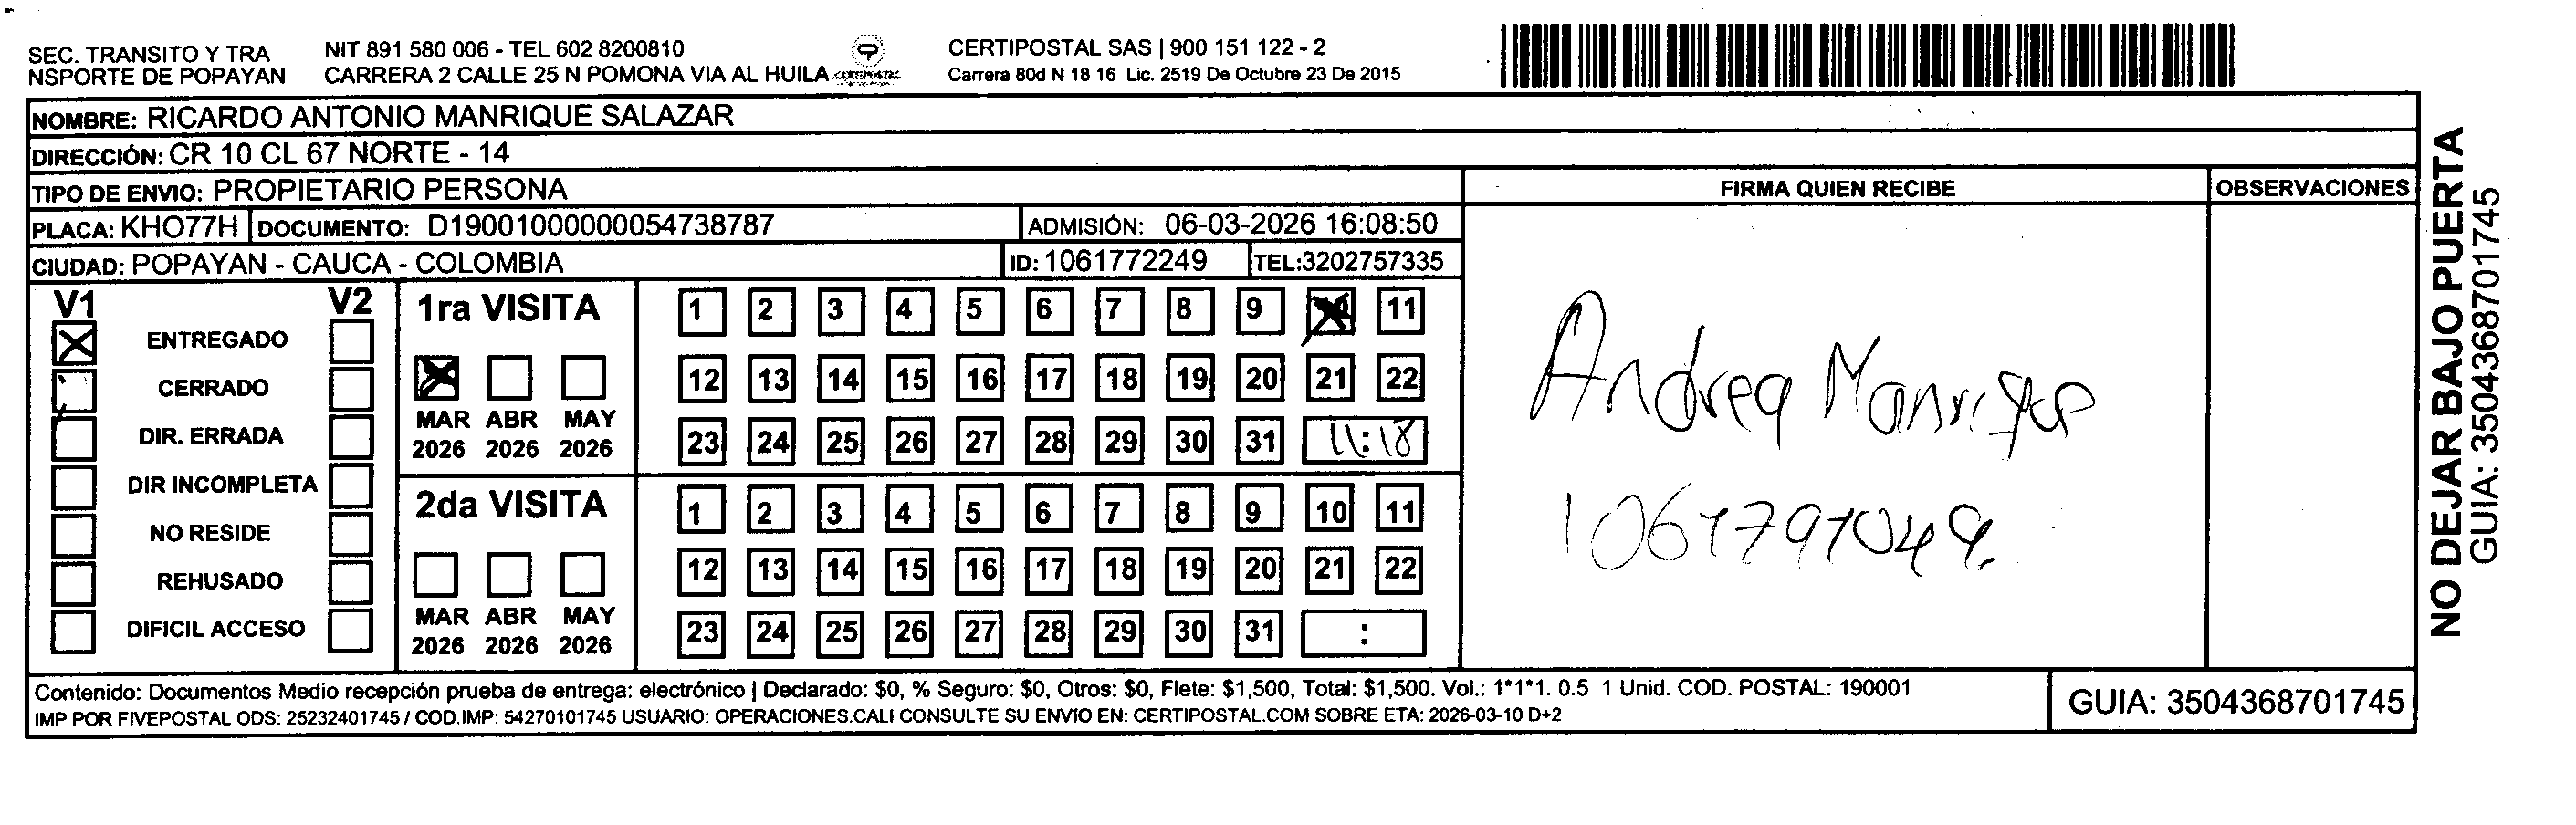 SEC. TRANSITO Y TRA
NSPORTE DE POPAYAN
NIT 891 580 006 - TEL 602 8200810
CARRERA 2 CALLE 25 N POMONA VIA AL HUILA
CERTIPOSTAL SAS | 900 151 122 - 2
Carrera 80d N 18 16 Lic. 2519 De Octubre 23 De 2015
NOMBRE: RICARDO ANTONIO MANRIQUE SALAZAR
DIRECCIÓN: CR 10 CL 67 NORTE - 14
TIPO DE ENVIO: PROPIETARIO PERSONA
FIRMA QUIEN RECIBE
OBSERVACIONES
PLACA: KHO77H DOCUMENTO: D19001000000054738787 ADMISIÓN: 06-03-2026 16:08:50
CIUDAD: POPAYAN - CAUCA - COLOMBIA ID: 1061772249 TEL:3202757335
V1 V2
ENTREGADO
CERRADO
DIR. ERRADA
DIR INCOMPLETA
NO RESIDE
REHUSADO
DIFICIL ACCESO
1ra VISITA
MAR ABR MAY
2026 2026 2026
1 2 3 4 5 6 7 8 9 11
12 13 14 15 16 17 18 19 20 21 22
23 24 25 26 27 28 29 30 31 11:18
2da VISITA
MAR ABR MAY
2026 2026 2026
1 2 3 4 5 6 7 8 9 10 11
12 13 14 15 16 17 18 19 20 21 22
23 24 25 26 27 28 29 30 31 :
Andrea Manrique
1061797049.
Contenido: Documentos Medio recepción prueba de entrega: electrónico | Declarado: $0, % Seguro: $0, Otros: $0, Flete: $1,500, Total: $1,500. Vol.: 1*1*1. 0.5 1 Unid. COD. POSTAL: 190001
IMP POR FIVEPOSTAL ODS: 25232401745 / COD.IMP: 54270101745 USUARIO: OPERACIONES.CALI CONSULTE SU ENVIO EN: CERTIPOSTAL.COM SOBRE ETA: 2026-03-10 D+2
GUIA: 3504368701745
NO DEJAR BAJO PUERTA
GUIA: 3504368701745